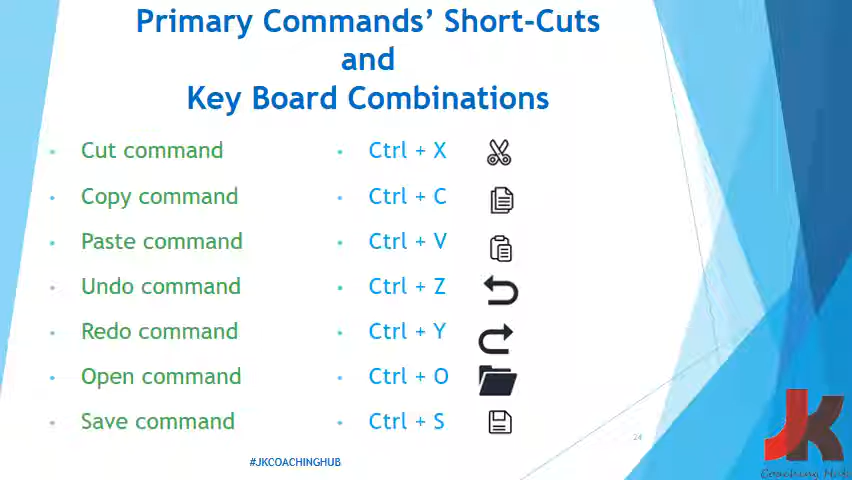 Primary Commands’ Short-Cuts
and
Key Board Combinations
Cut command Ctrl + X
Copy command Ctrl + C
Paste command Ctrl + V
Undo command Ctrl + Z
Redo command Ctrl + Y
Open command Ctrl + O
Save command Ctrl + S
24
#JKCOACHINGHUB
JK
Coaching